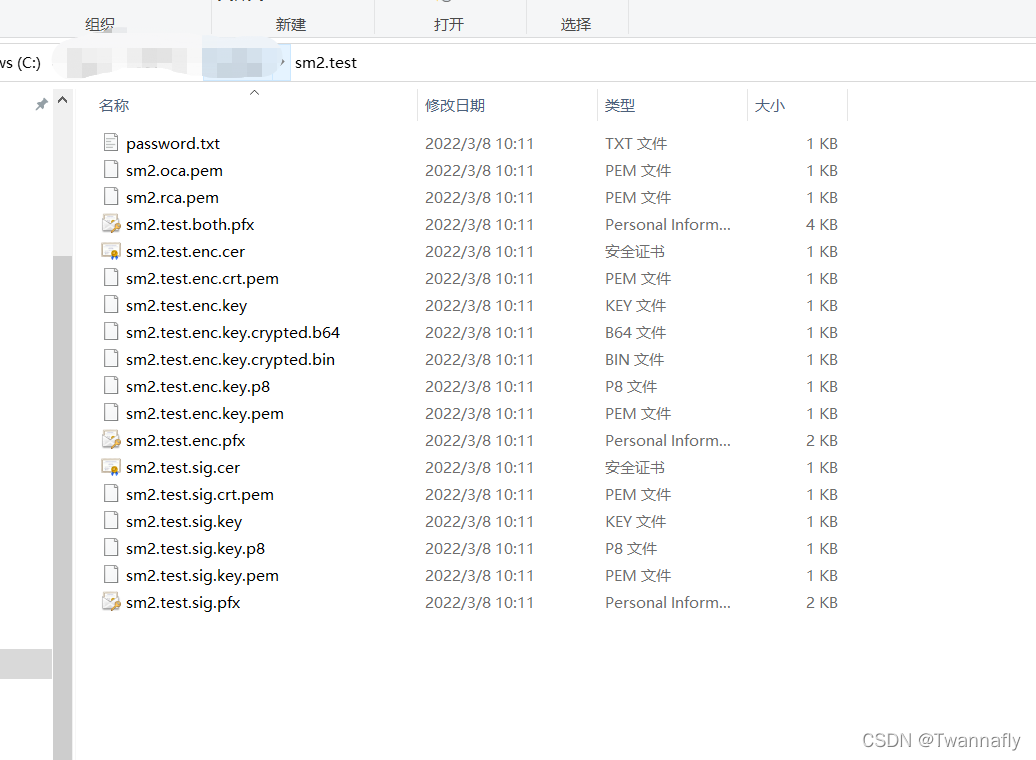 组织 新建 打开 选择
ws (C:) sm2.test
名称 修改日期 类型 大小
password.txt 2022/3/8 10:11 TXT 文件 1 KB
sm2.oca.pem 2022/3/8 10:11 PEM 文件 1 KB
sm2.rca.pem 2022/3/8 10:11 PEM 文件 1 KB
sm2.test.both.pfx 2022/3/8 10:11 Personal Inform... 4 KB
sm2.test.enc.cer 2022/3/8 10:11 安全证书 1 KB
sm2.test.enc.crt.pem 2022/3/8 10:11 PEM 文件 1 KB
sm2.test.enc.key 2022/3/8 10:11 KEY 文件 1 KB
sm2.test.enc.key.crypted.b64 2022/3/8 10:11 B64 文件 1 KB
sm2.test.enc.key.crypted.bin 2022/3/8 10:11 BIN 文件 1 KB
sm2.test.enc.key.p8 2022/3/8 10:11 P8 文件 1 KB
sm2.test.enc.key.pem 2022/3/8 10:11 PEM 文件 1 KB
sm2.test.enc.pfx 2022/3/8 10:11 Personal Inform... 2 KB
sm2.test.sig.cer 2022/3/8 10:11 安全证书 1 KB
sm2.test.sig.crt.pem 2022/3/8 10:11 PEM 文件 1 KB
sm2.test.sig.key 2022/3/8 10:11 KEY 文件 1 KB
sm2.test.sig.key.p8 2022/3/8 10:11 P8 文件 1 KB
sm2.test.sig.key.pem 2022/3/8 10:11 PEM 文件 1 KB
sm2.test.sig.pfx 2022/3/8 10:11 Personal Inform... 2 KB
CSDN @Twannafly